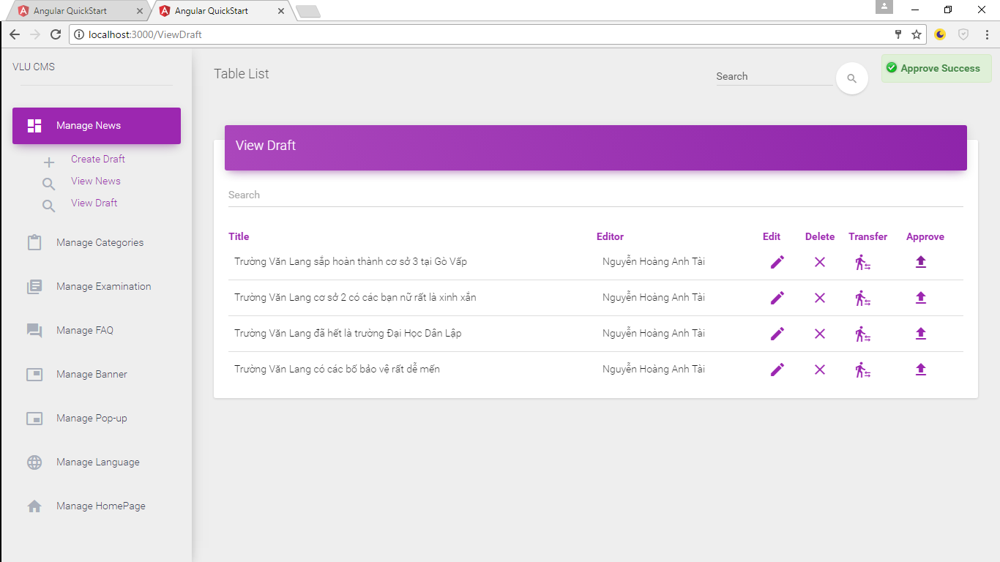 Angular QuickStart
Angular QuickStart
localhost:3000/ViewDraft
VLU CMS
Table List
Search
Approve Success
Manage News
Create Draft
View News
View Draft
Manage Categories
Manage Examination
Manage FAQ
Manage Banner
Manage Pop-up
Manage Language
Manage HomePage
View Draft
Search
Title Editor Edit Delete Transfer Approve
Trường Văn Lang sắp hoàn thành cơ sở 3 tại Gò Vấp Nguyễn Hoàng Anh Tài
Trường Văn Lang cơ sở 2 có các bạn nữ rất là xinh xắn Nguyễn Hoàng Anh Tài
Trường Văn Lang đã hết là trường Đại Học Dân Lập Nguyễn Hoàng Anh Tài
Trường Văn Lang có các bố bảo vệ rất dễ mến Nguyễn Hoàng Anh Tài